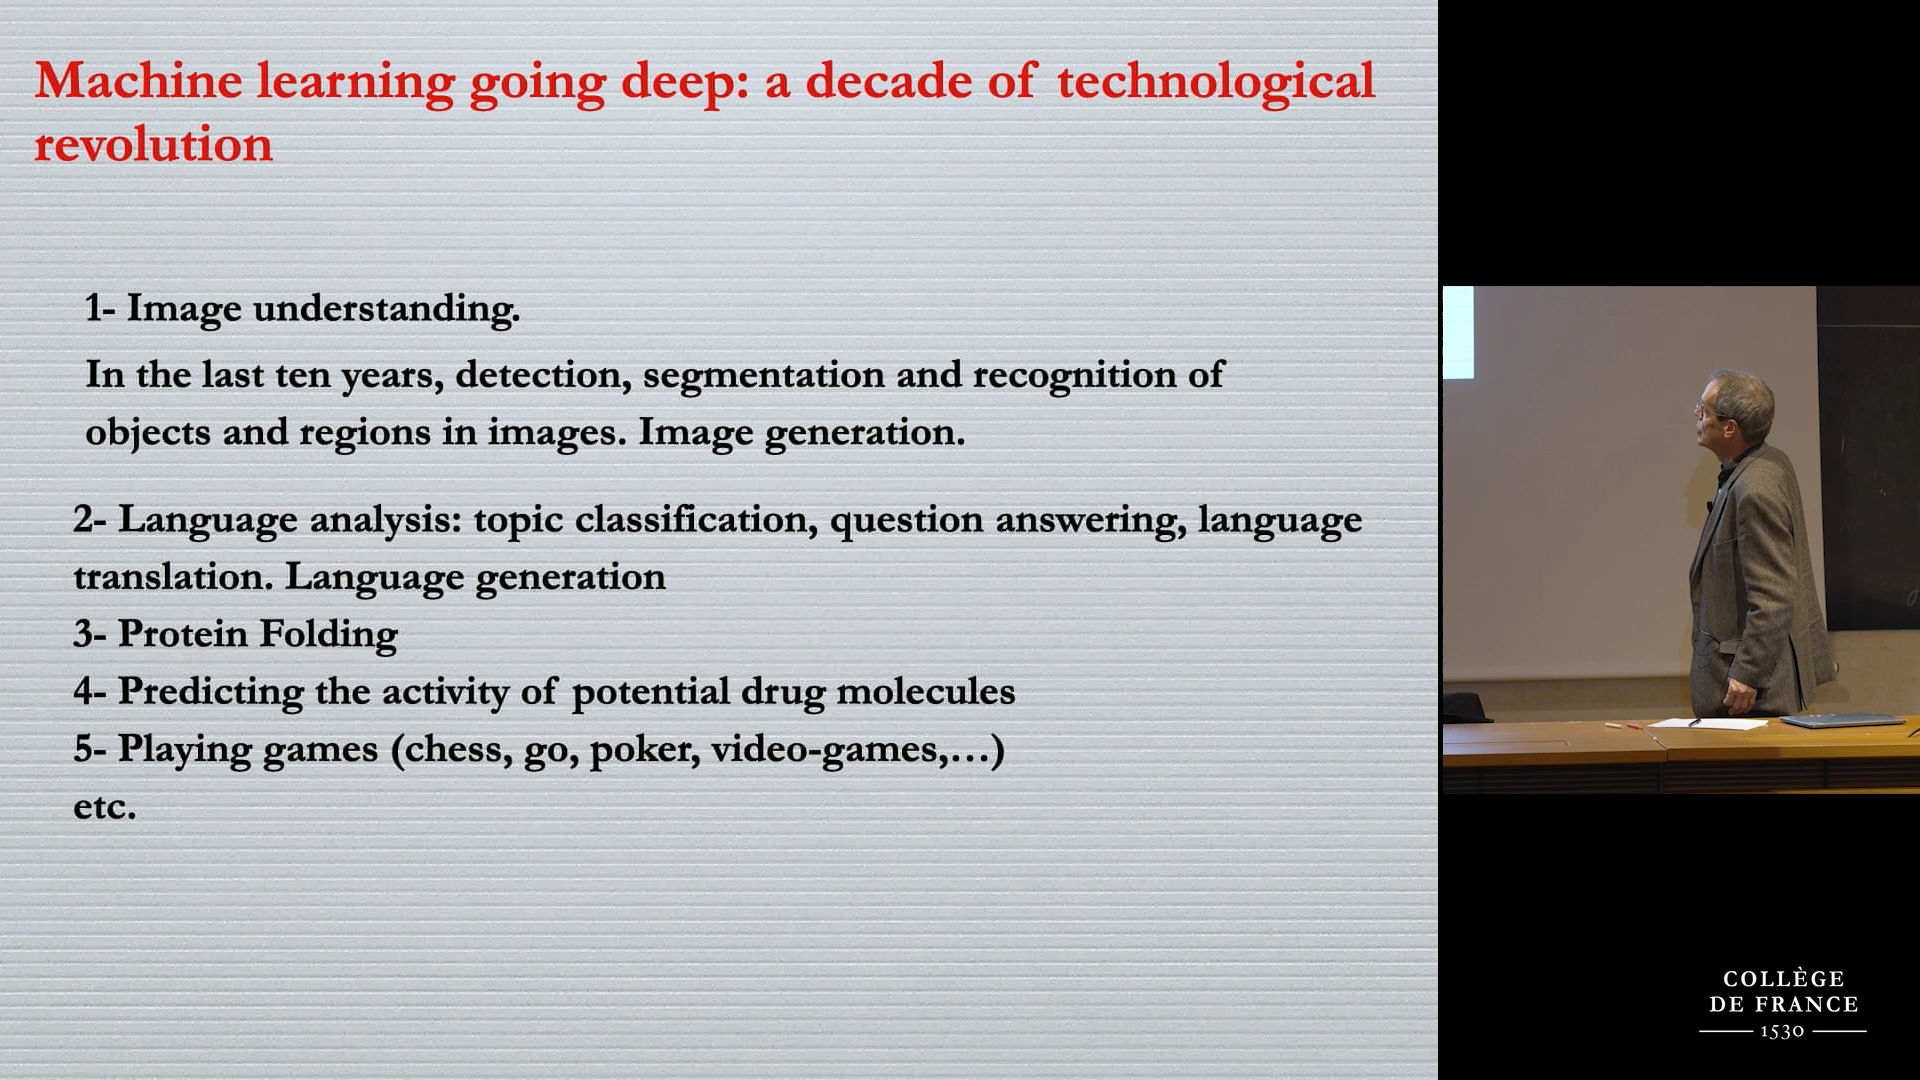 Machine learning going deep: a decade of technological
revolution
1- Image understanding.
In the last ten years, detection, segmentation and recognition of
objects and regions in images. Image generation.
2- Language analysis: topic classification, question answering, language
translation. Language generation
3- Protein Folding
4- Predicting the activity of potential drug molecules
5- Playing games (chess, go, poker, video-games,…)
etc.
COLLÈGE
DE FRANCE
1530